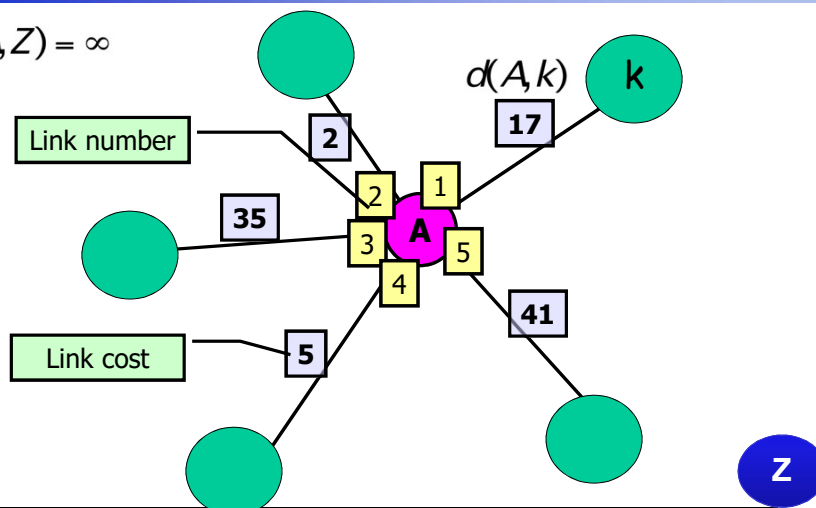 ,Z) = ∞
d(A,k)
k
17
Link number
2
2
1
35
3
A
5
4
41
Link cost
5
Z